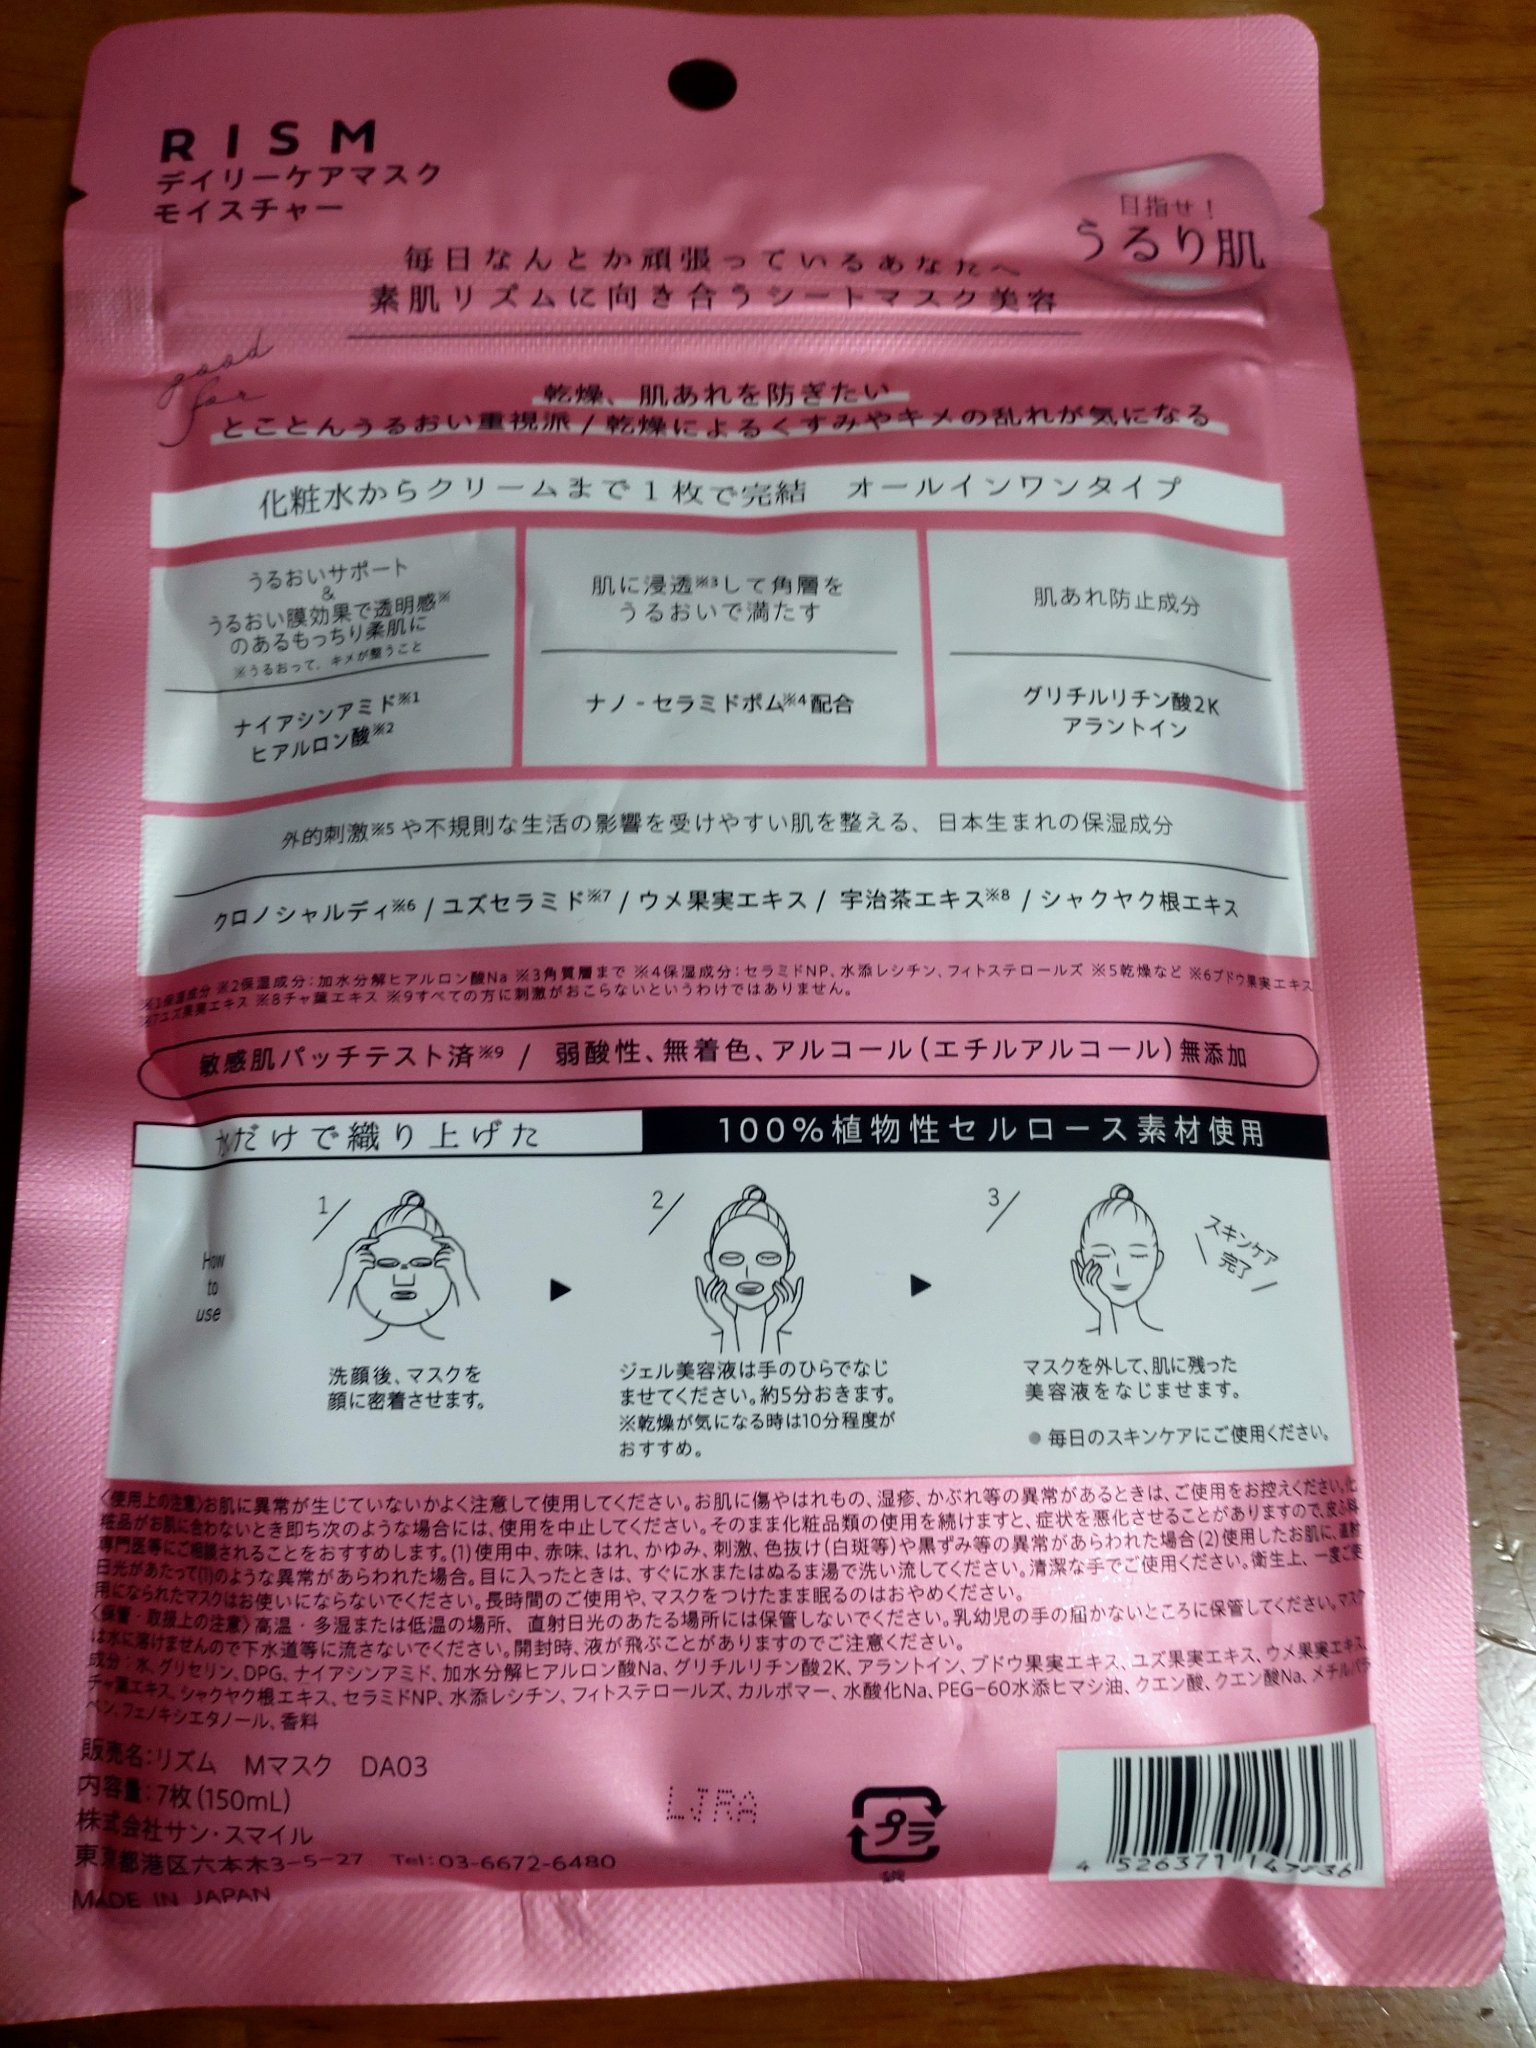 RISM
デイリーケアマスク
モイスチャー
目指せ！
うるり肌
毎日なんとか頑張っているあなたへ
素肌リズムに向き合うシートマスク美容
good
for
乾燥、肌あれを防ぎたい
とことんうるおい重視派/乾燥によるくすみやキメの乱れが気になる
化粧水からクリームまで1枚で完結 オールインワンタイプ
うるおいサポート
&
うるおい膜効果で透明感※
のあるもっちり柔肌に
※うるおって、キメが整うこと
ナイアシンアミド※1
ヒアルロン酸※2
肌に浸透※3して角層を
うるおいで満たす
ナノ-セラミドポム※4配合
肌あれ防止成分
グリチルリチン酸2K
アラントイン
外的刺激※5や不規則な生活の影響を受けやすい肌を整える、日本生まれの保湿成分
クロノシャルディ※6 / ユズセラミド※7 / ウメ果実エキス / 宇治茶エキス※8 / シャクヤク根エキス
※1保湿成分 ※2保湿成分：加水分解ヒアルロン酸Na ※3角質層まで ※4保湿成分：セラミドNP、水添レシチン、フィトステロールズ ※5乾燥など ※6ブドウ果実エキス
※7ユズ果実エキス ※8チャ葉エキス ※9すべての方に刺激がおこらないというわけではありません。
敏感肌パッチテスト済※9 / 弱酸性、無着色、アルコール（エチルアルコール）無添加
水だけで織り上げた 100%植物性セルロース素材使用
How
to
use
1/
洗顔後、マスクを
顔に密着させます。
2/
ジェル美容液は手のひらでなじ
ませてください。約5分おきます。
※乾燥が気になる時は10分程度が
おすすめ。
3/
スキンケア
完了
マスクを外して、肌に残った
美容液をなじませます。
●毎日のスキンケアにご使用ください。
〈使用上の注意〉お肌に異常が生じていないかよく注意して使用してください。お肌に傷やはれもの、湿疹、かぶれ等の異常があるときは、ご使用をお控えください。化
粧品がお肌に合わないとき即ち次のような場合には、使用を中止してください。そのまま化粧品類の使用を続けますと、症状を悪化させることがありますので、皮ふ科
専門医等にご相談されることをおすすめします。(1)使用中、赤味、はれ、かゆみ、刺激、色抜け(白斑等)や黒ずみ等の異常があらわれた場合(2)使用したお肌に、直射
日光があたって(1)のような異常があらわれた場合。目に入ったときは、すぐに水またはぬるま湯で洗い流してください。清潔な手でご使用ください。衛生上、一度ご使
用になられたマスクはお使いにならないでください。長時間のご使用や、マスクをつけたまま眠るのはおやめください。
〈保管・取扱上の注意〉高温・多湿または低温の場所、直射日光のあたる場所には保管しないでください。乳幼児の手の届かないところに保管してください。マスク
は水に溶けませんので下水道等に流さないでください。開封時、液が飛ぶことがありますのでご注意ください。
成分：水、グリセリン、DPG、ナイアシンアミド、加水分解ヒアルロン酸Na、グリチルリチン酸2K、アラントイン、ブドウ果実エキス、ユズ果実エキス、ウメ果実エキス、
チャ葉エキス、シャクヤク根エキス、セラミドNP、水添レシチン、フィトステロールズ、カルボマー、水酸化Na、PEG-60水添ヒマシ油、クエン酸、クエン酸Na、メチルパラ
ベン、フェノキシエタノール、香料
販売名：リズム Mマスク DA03
内容量：7枚(150mL)
株式会社サン・スマイル
東京都港区六本木3-5-27 Tel：03-6672-6480
MADE IN JAPAN
LJRA
プラ
4 526371